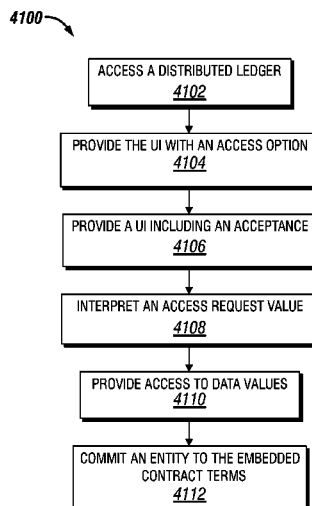 4100
ACCESS A DISTRIBUTED LEDGER
4102
PROVIDE THE UI WITH AN ACCESS OPTION
4104
PROVIDE A UI INCLUDING AN ACCEPTANCE
4106
INTERPRET AN ACCESS REQUEST VALUE
4108
PROVIDE ACCESS TO DATA VALUES
4110
COMMIT AN ENTITY TO THE EMBEDDED
CONTRACT TERMS
4112